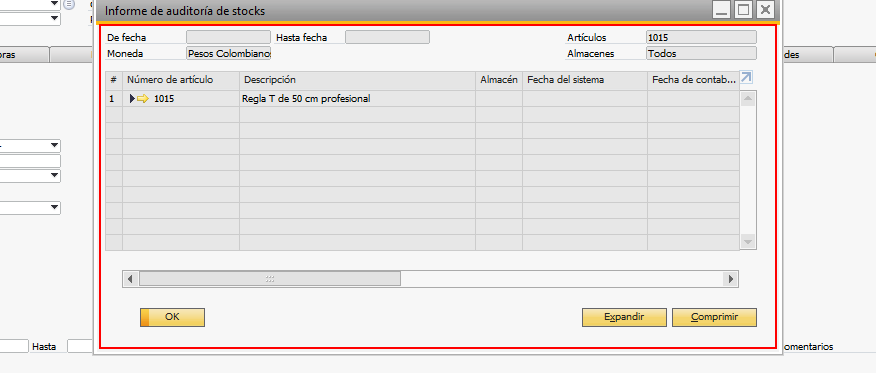 Informe de auditoría de stocks
De fecha Hasta fecha Artículos 1015
Moneda Pesos Colombianos Almacenes Todos
oras
des
# Número de artículo Descripción Almacén Fecha del sistema Fecha de contab...
1 1015 Regla T de 50 cm profesional
OK Expandir Comprimir
Hasta
omentarios